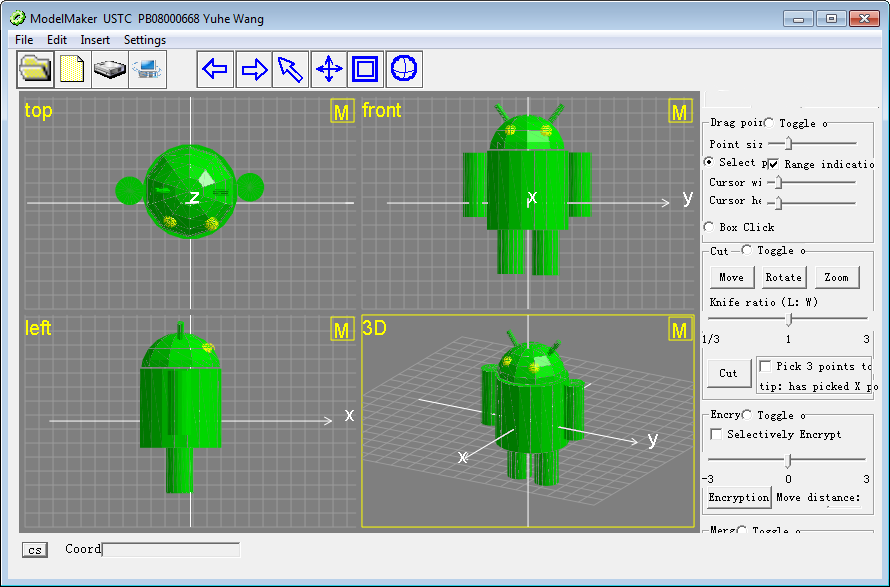 ModelMaker USTC PB08000668 Yuhe Wang
File Edit Insert Settings
top M
front M
z
x y
left M
3D M
x
x y
Drag poin Toggle o
Point siz
Select p Range indicatio
Cursor wi
Cursor he
Box Click
Cut Toggle o
Move Rotate Zoom
Knife ratio (L: W)
1/3 1 3
Cut Pick 3 points to
tip: has picked X po
Encry Toggle o
Selectively Encrypt
-3 0 3
Encryption Move distance:
Merg Toggle o
cs Coord